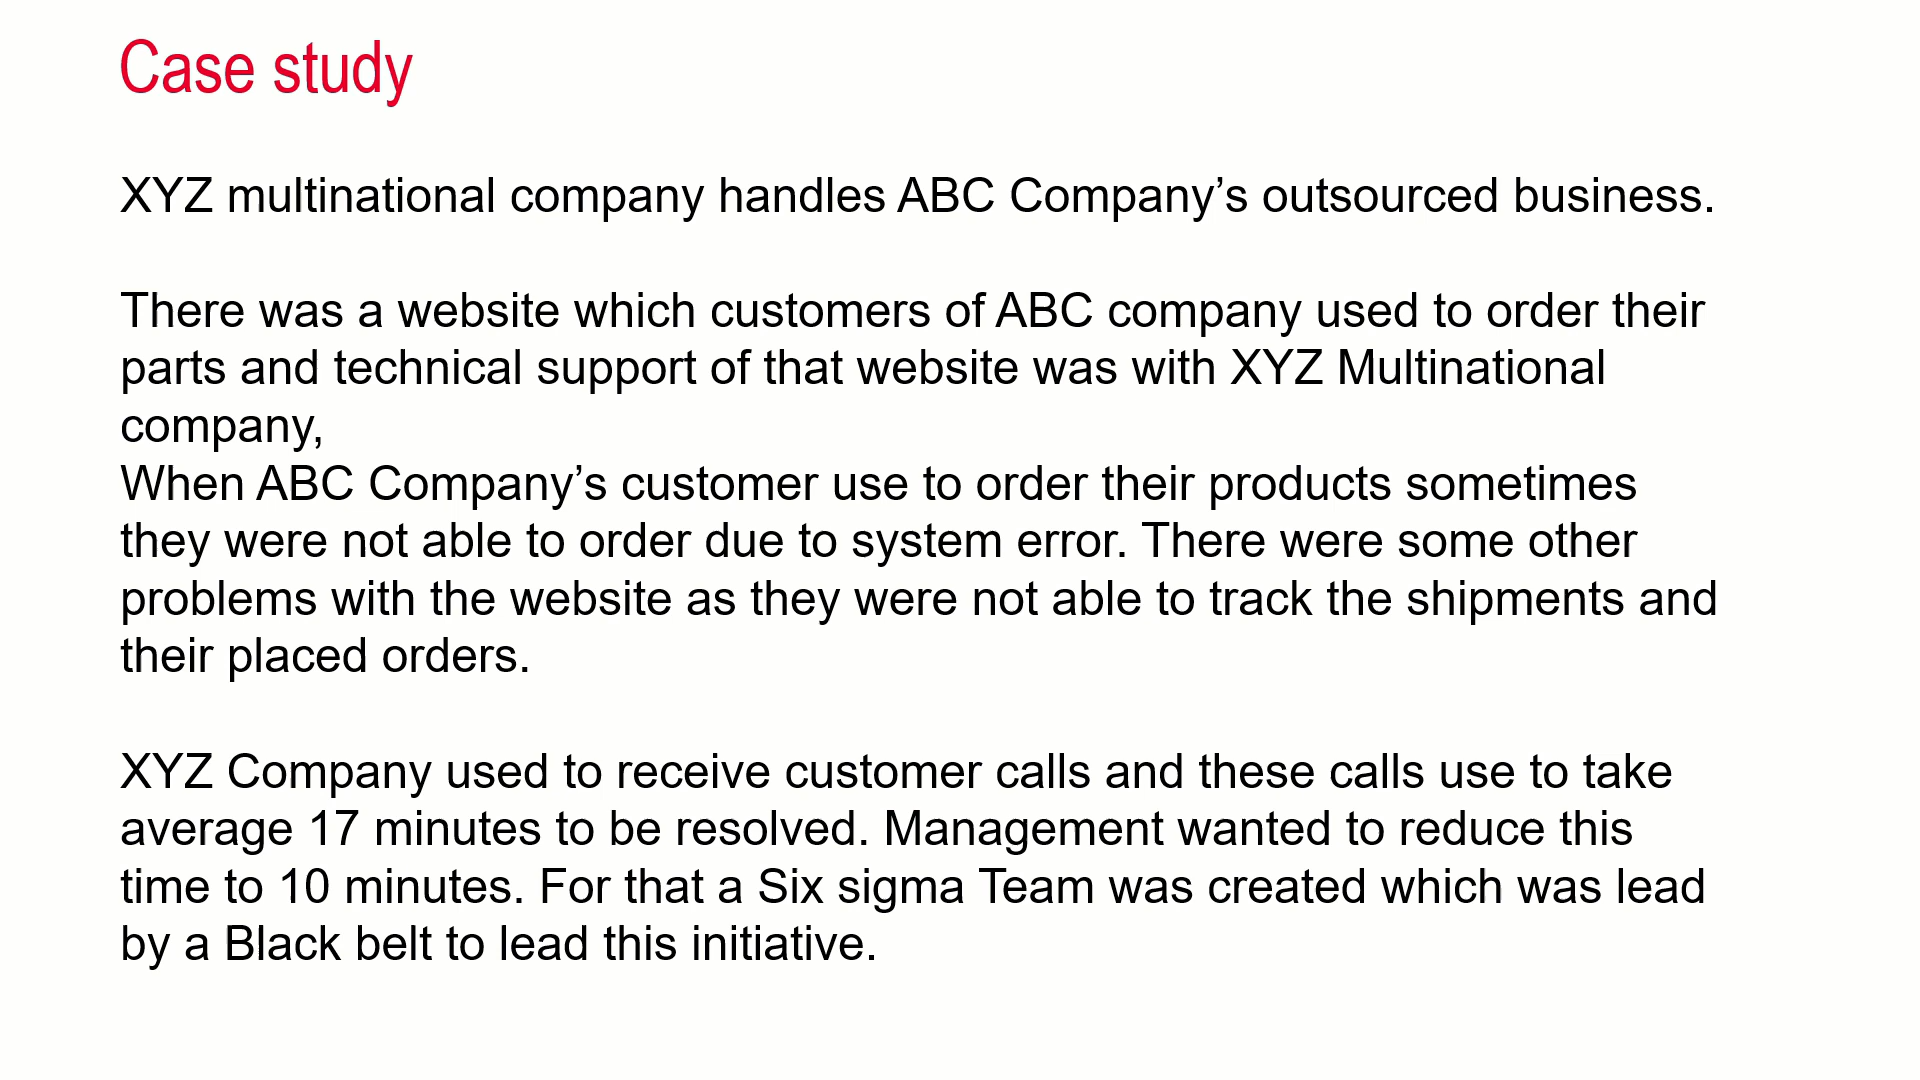 Case study
XYZ multinational company handles ABC Company’s outsourced business.
There was a website which customers of ABC company used to order their
parts and technical support of that website was with XYZ Multinational
company,
When ABC Company’s customer use to order their products sometimes
they were not able to order due to system error. There were some other
problems with the website as they were not able to track the shipments and
their placed orders.
XYZ Company used to receive customer calls and these calls use to take
average 17 minutes to be resolved. Management wanted to reduce this
time to 10 minutes. For that a Six sigma Team was created which was lead
by a Black belt to lead this initiative.